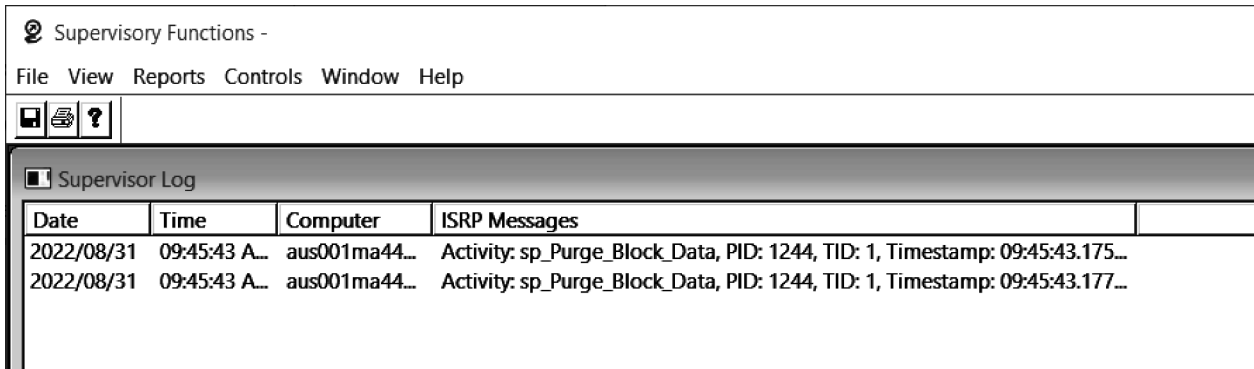 Supervisory Functions -
File View Reports Controls Window Help
?
Supervisor Log
Date Time Computer ISRP Messages
2022/08/31 09:45:43 A... aus001ma44... Activity: sp_Purge_Block_Data, PID: 1244, TID: 1, Timestamp: 09:45:43.175...
2022/08/31 09:45:43 A... aus001ma44... Activity: sp_Purge_Block_Data, PID: 1244, TID: 1, Timestamp: 09:45:43.177...